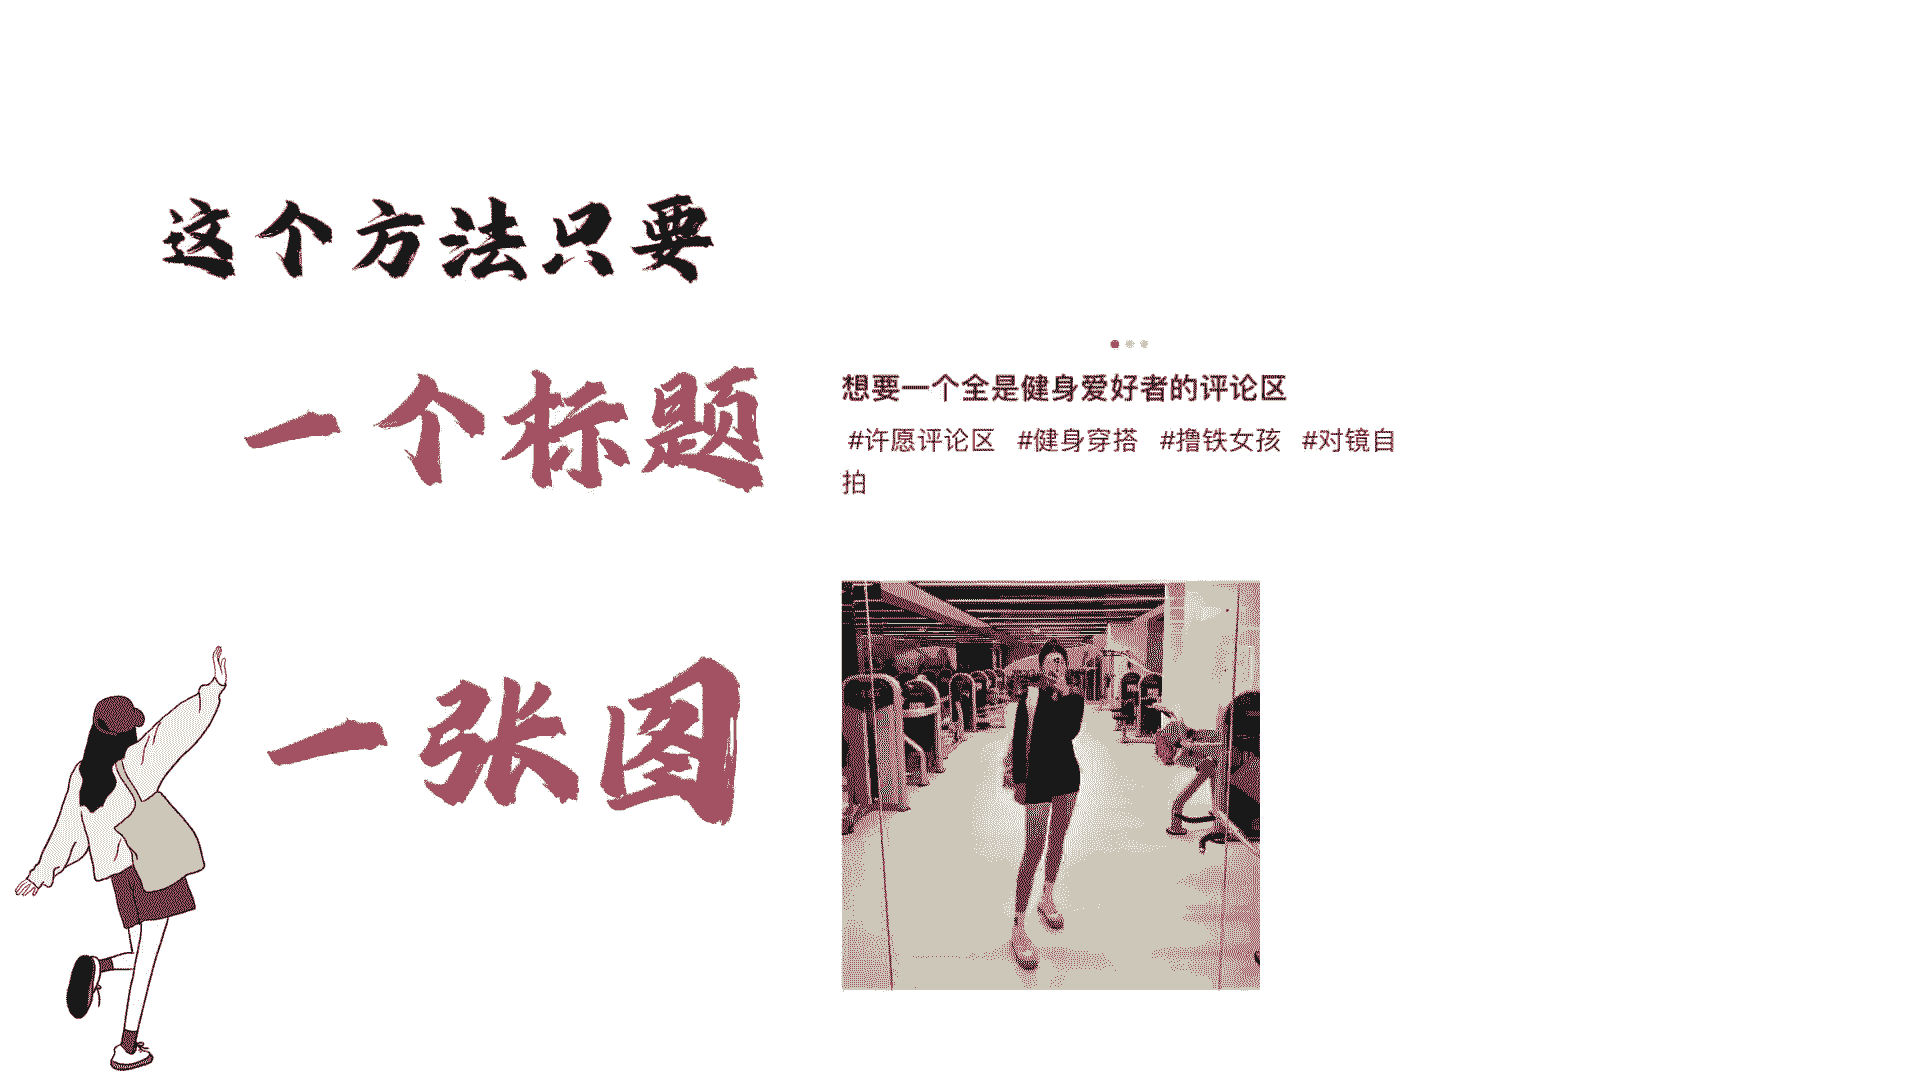 这个方法只要
一个标题
想要一个全是健身爱好者的评论区
#许愿评论区 #健身穿搭 #撸铁女孩 #对镜自
拍
一张图